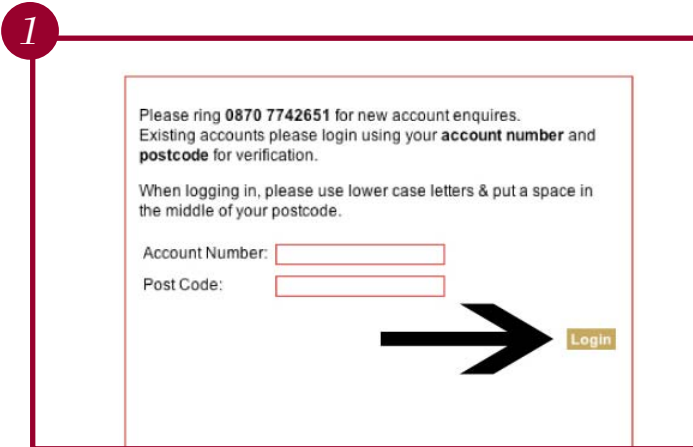 1
Please ring 0870 7742651 for new account enquires.
Existing accounts please login using your account number and
postcode for verification.
When logging in, please use lower case letters & put a space in
the middle of your postcode.
Account Number:
Post Code:
Login